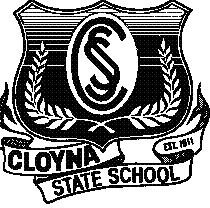 CSS
CLOYNA
EST. 1911
STATE SCHOOL